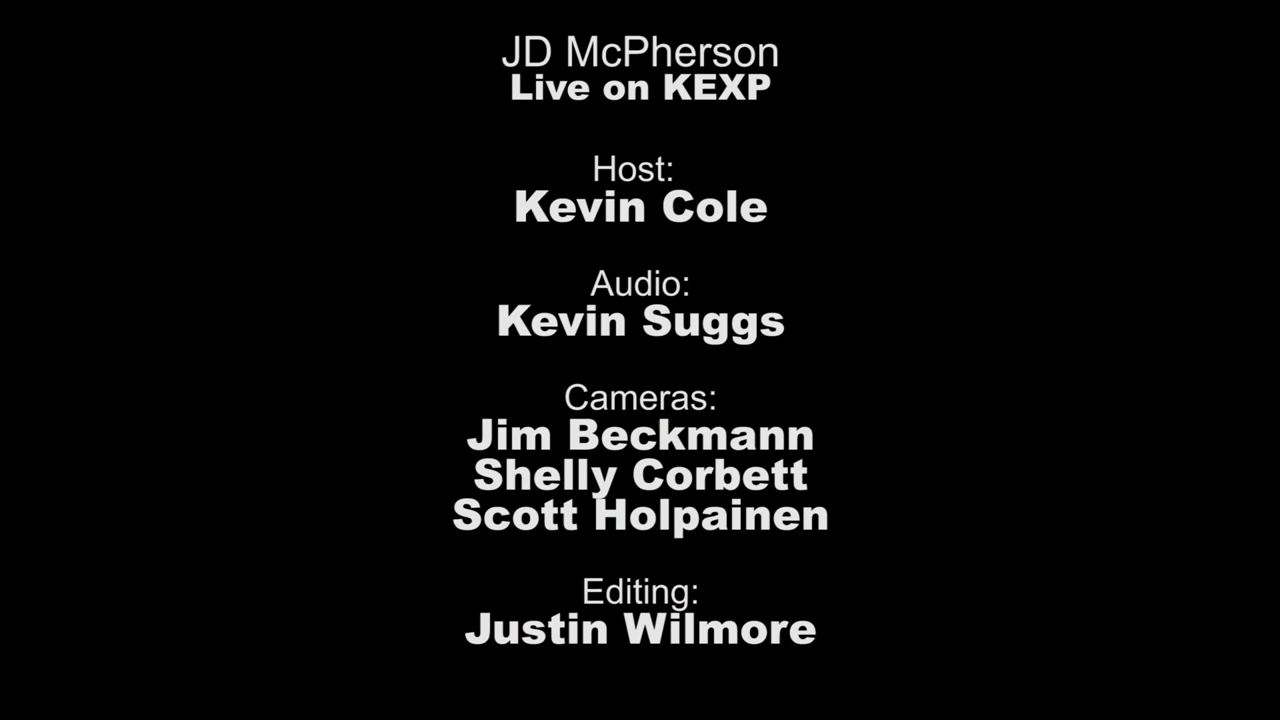 JD McPherson
Live on KEXP
Host:
Kevin Cole
Audio:
Kevin Suggs
Cameras:
Jim Beckmann
Shelly Corbett
Scott Holpainen
Editing:
Justin Wilmore